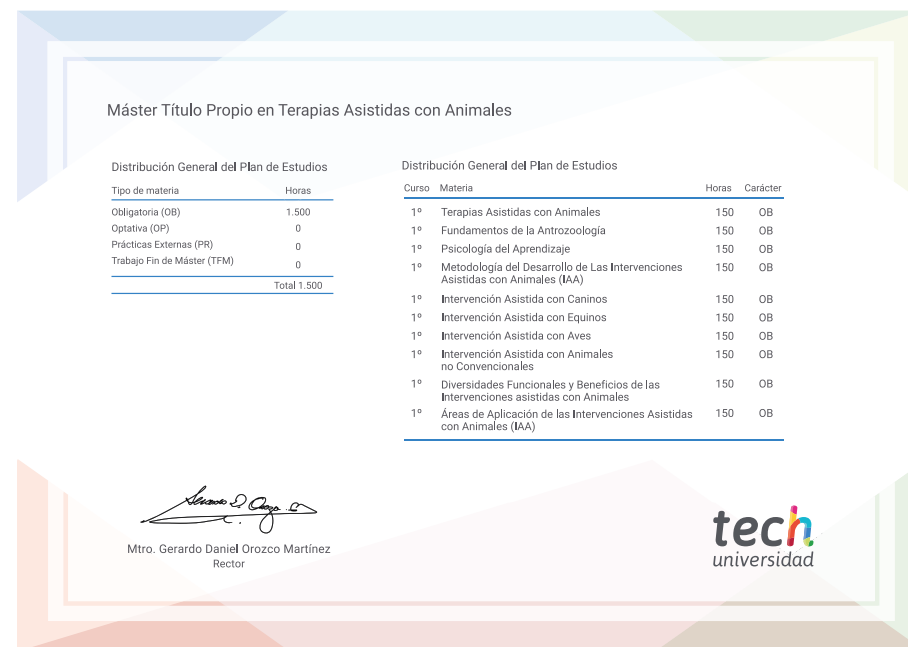 Máster Título Propio en Terapias Asistidas con Animales
Distribución General del Plan de Estudios
Tipo de materia Horas
Obligatoria (OB) 1.500
Optativa (OP) 0
Prácticas Externas (PR) 0
Trabajo Fin de Máster (TFM) 0
Total 1.500
Distribución General del Plan de Estudios
Curso Materia Horas Carácter
1º Terapias Asistidas con Animales 150 OB
1º Fundamentos de la Antrozoología 150 OB
1º Psicología del Aprendizaje 150 OB
1º Metodología del Desarrollo de Las Intervenciones 150 OB
Asistidas con Animales (IAA)
1º Intervención Asistida con Caninos 150 OB
1º Intervención Asistida con Equinos 150 OB
1º Intervención Asistida con Aves 150 OB
1º Intervención Asistida con Animales 150 OB
no Convencionales
1º Diversidades Funcionales y Beneficios de las 150 OB
Intervenciones asistidas con Animales
1º Áreas de Aplicación de las Intervenciones Asistidas 150 OB
con Animales (IAA)
Mtro. Gerardo Daniel Orozco Martínez
Rector
tech
universidad